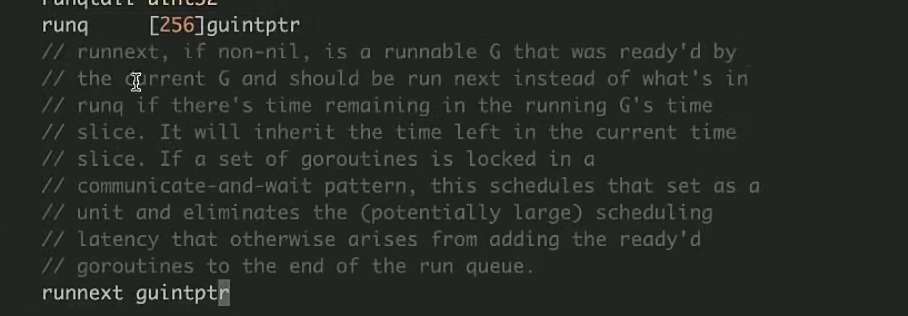 runqtail uint32
runq     [256]guintptr
// runnext, if non-nil, is a runnable G that was ready'd by
// the current G and should be run next instead of what's in
// runq if there's time remaining in the running G's time
// slice. It will inherit the time left in the current time
// slice. If a set of goroutines is locked in a
// communicate-and-wait pattern, this schedules that set as a
// unit and eliminates the (potentially large) scheduling
// latency that otherwise arises from adding the ready'd
// goroutines to the end of the run queue.
runnext guintptr